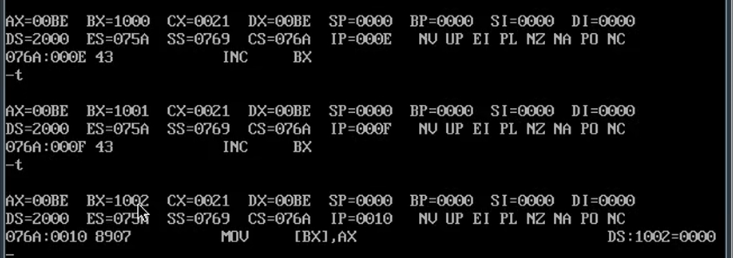 AX=00BE BX=1000 CX=0021 DX=00BE SP=0000 BP=0000 SI=0000 DI=0000
DS=2000 ES=075A SS=0769 CS=076A IP=000E NV UP EI PL NZ NA PO NC
076A:000E 43 INC BX
-t
AX=00BE BX=1001 CX=0021 DX=00BE SP=0000 BP=0000 SI=0000 DI=0000
DS=2000 ES=075A SS=0769 CS=076A IP=000F NV UP EI PL NZ NA PO NC
076A:000F 43 INC BX
-t
AX=00BE BX=1002 CX=0021 DX=00BE SP=0000 BP=0000 SI=0000 DI=0000
DS=2000 ES=075A SS=0769 CS=076A IP=0010 NV UP EI PL NZ NA PO NC
076A:0010 8907 MOV [BX],AX DS:1002=0000
-